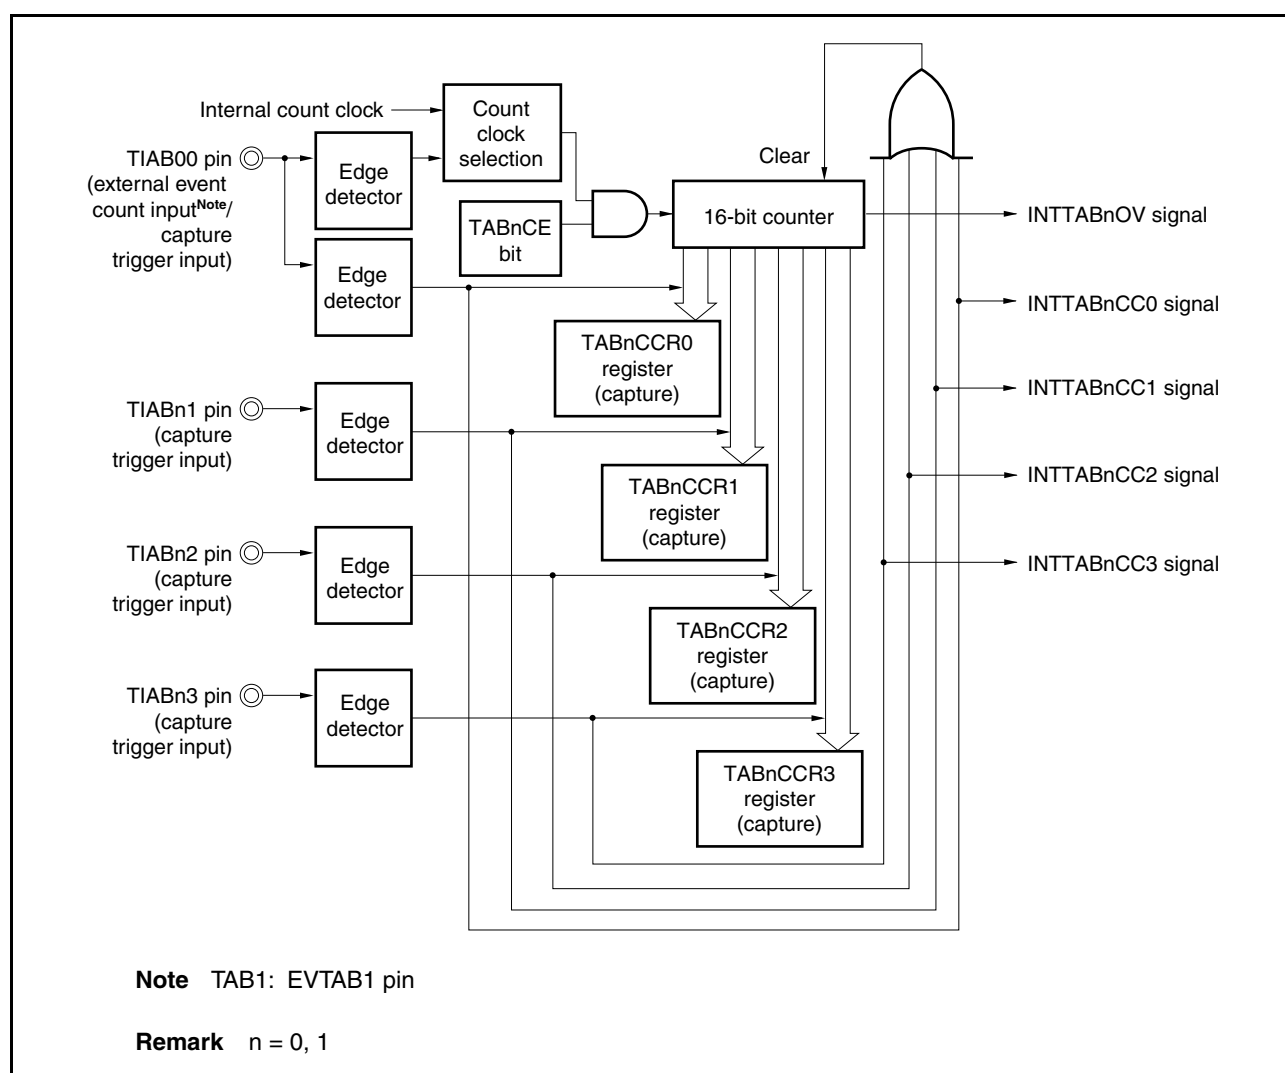 Internal count clock
Count
clock
selection
TIAB00 pin
(external event
count inputNote/
capture
trigger input)
Edge
detector
Clear
TABnCE
bit
16-bit counter
INTTABnOV signal
Edge
detector
INTTABnCC0 signal
TABnCCR0
register
(capture)
INTTABnCC1 signal
TIABn1 pin
(capture
trigger input)
Edge
detector
INTTABnCC2 signal
TABnCCR1
register
(capture)
TIABn2 pin
(capture
trigger input)
Edge
detector
INTTABnCC3 signal
TABnCCR2
register
(capture)
TIABn3 pin
(capture
trigger input)
Edge
detector
TABnCCR3
register
(capture)
Note TAB1: EVTAB1 pin
Remark n = 0, 1